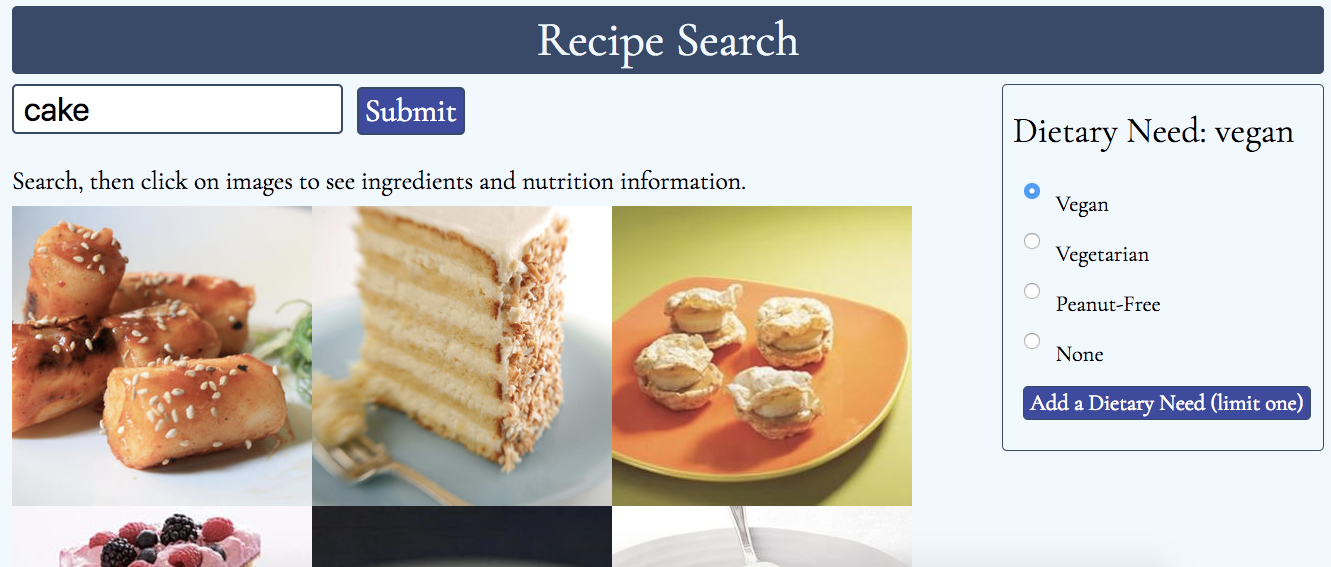 Recipe Search
cake
Submit
Search, then click on images to see ingredients and nutrition information.
Dietary Need: vegan
Vegan
Vegetarian
Peanut-Free
None
Add a Dietary Need (limit one)